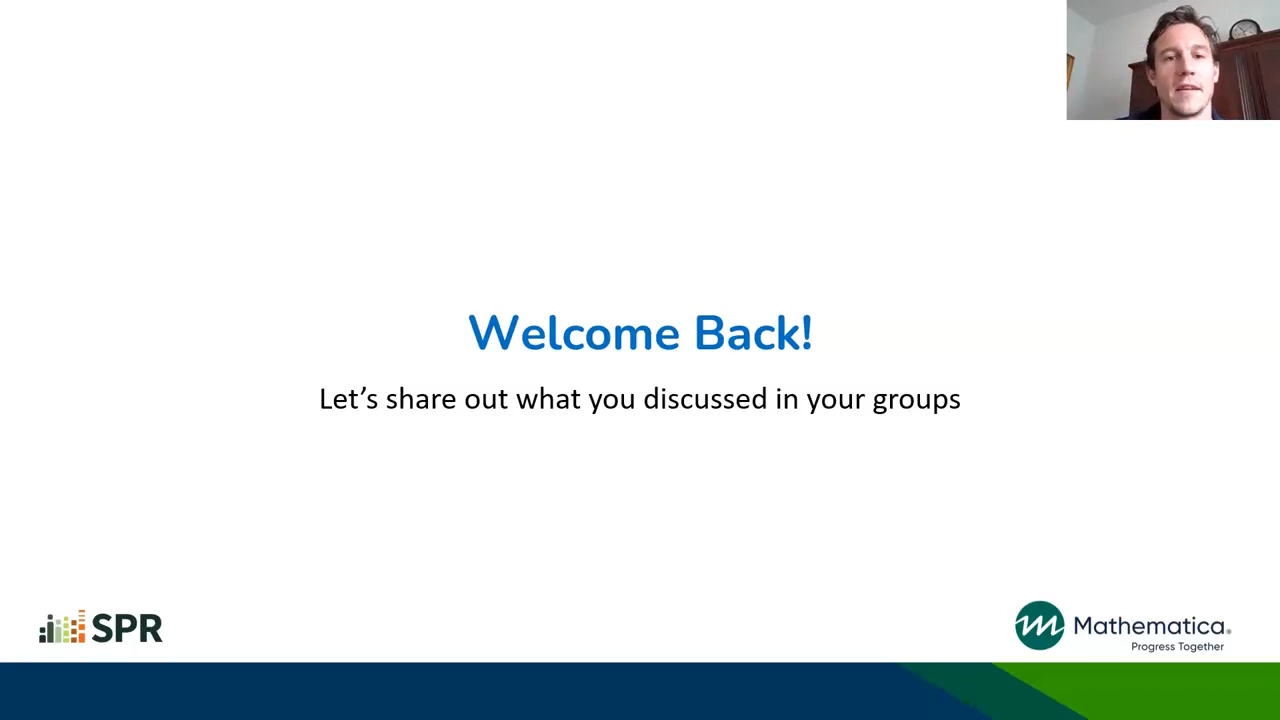 Welcome Back!
Let’s share out what you discussed in your groups
SPR
Mathematica®
Progress Together